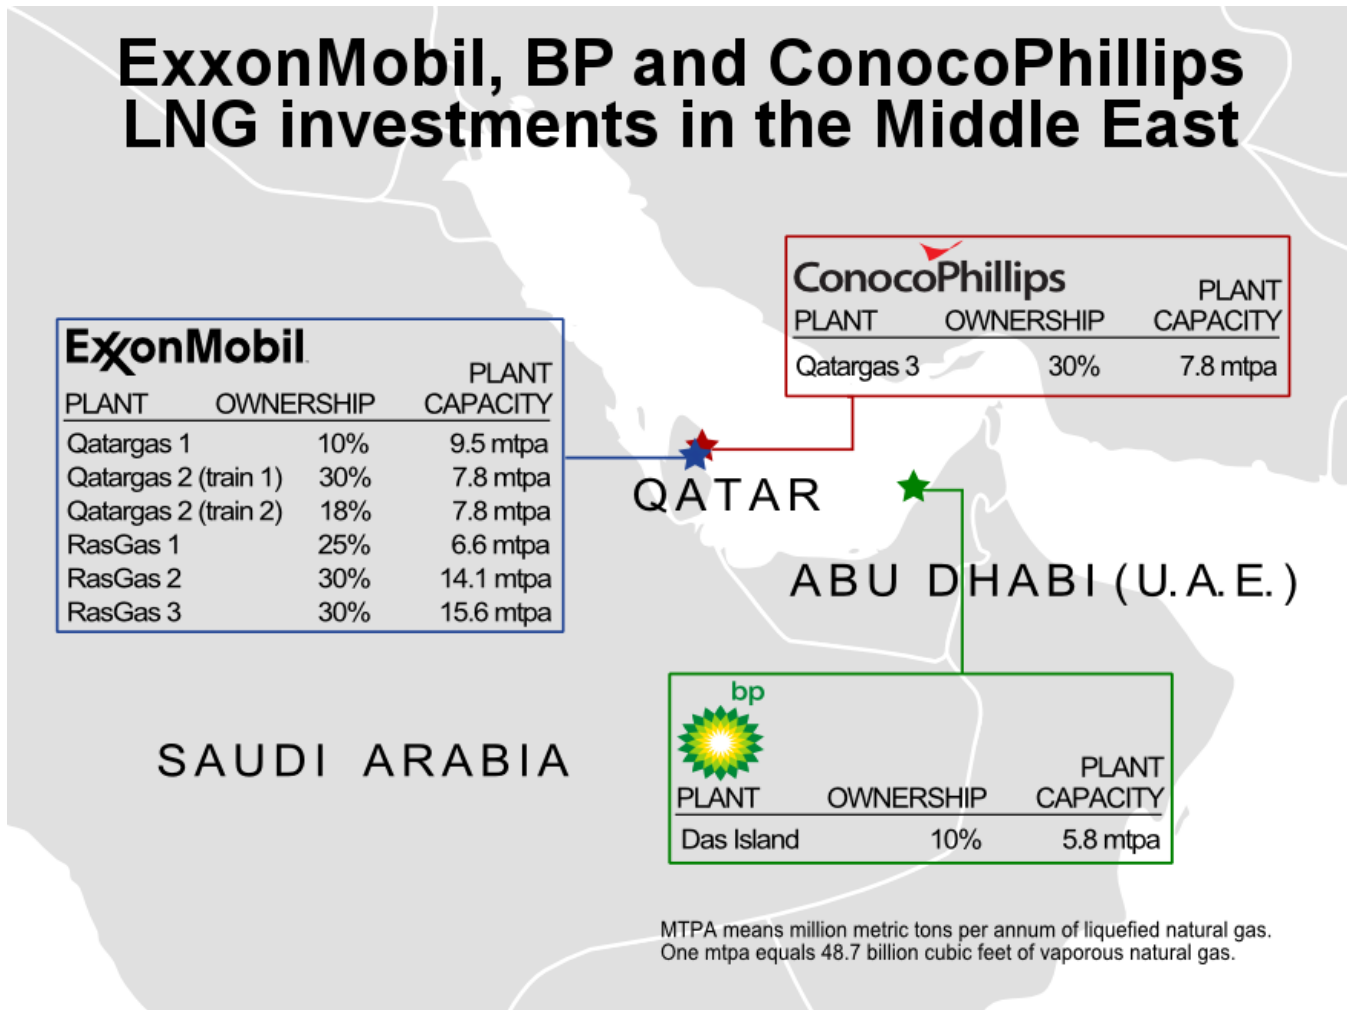 ExxonMobil, BP and ConocoPhillips
LNG investments in the Middle East
ConocoPhillips
PLANT OWNERSHIP PLANT CAPACITY
Qatargas 3 30% 7.8 mtpa
ExxonMobil
PLANT OWNERSHIP PLANT CAPACITY
Qatargas 1 10% 9.5 mtpa
Qatargas 2 (train 1) 30% 7.8 mtpa
Qatargas 2 (train 2) 18% 7.8 mtpa
RasGas 1 25% 6.6 mtpa
RasGas 2 30% 14.1 mtpa
RasGas 3 30% 15.6 mtpa
QATAR
ABU DHABI (U.A.E.)
SAUDI ARABIA
bp
PLANT OWNERSHIP PLANT CAPACITY
Das Island 10% 5.8 mtpa
MTPA means million metric tons per annum of liquefied natural gas.
One mtpa equals 48.7 billion cubic feet of vaporous natural gas.